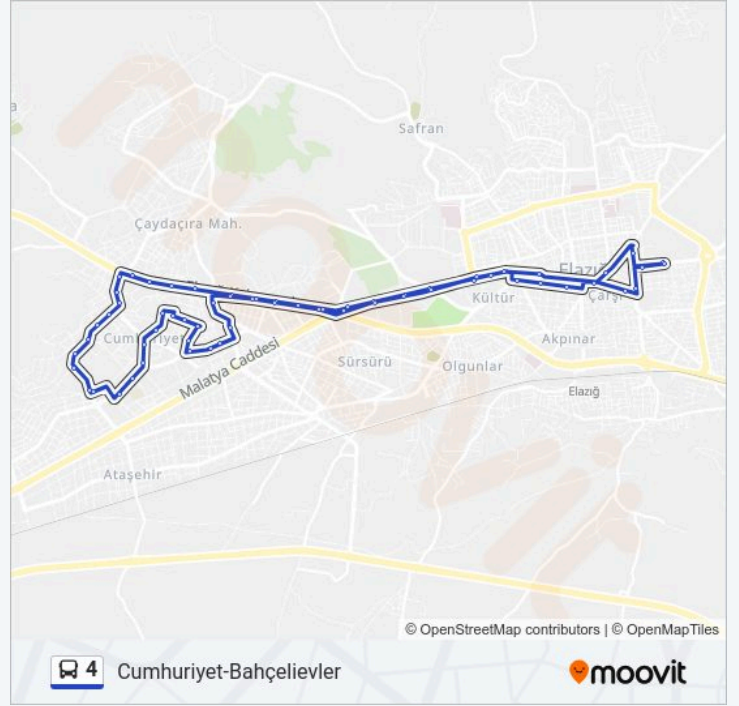 a
Safran
Çaydaçıra Mah.
Elazığ
Kültür
Çarşı
Cumhuriyet
Akpınar
Malatya Caddesi
Sürsürü
Olgunlar
Elazığ
Ataşehir
© OpenStreetMap contributors | © OpenMapTiles
4 Cumhuriyet-Bahçelievler
moovit